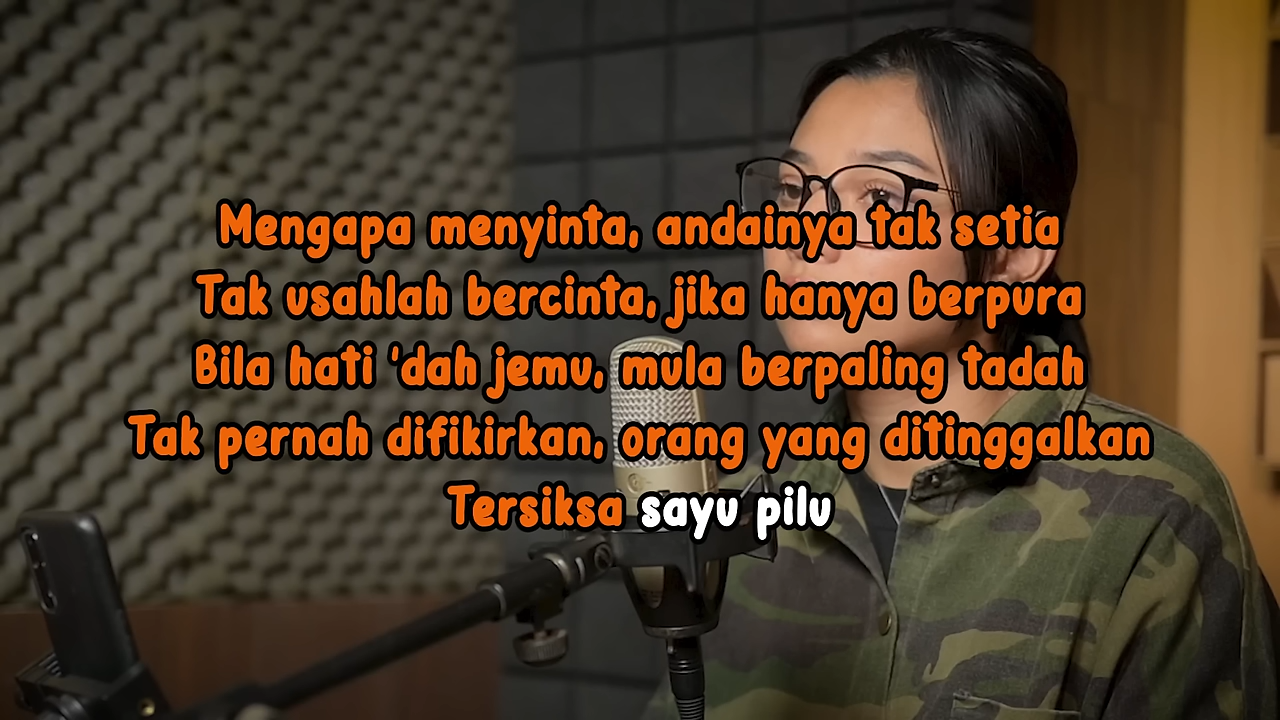 Mengapa menyinta, andainya tak setia
Tak usahlah bercinta, jika hanya berpura
Bila hati 'dah jemu, mula berpaling tadah
Tak pernah difikirkan, orang yang ditinggalkan
Tersiksa sayu pilu